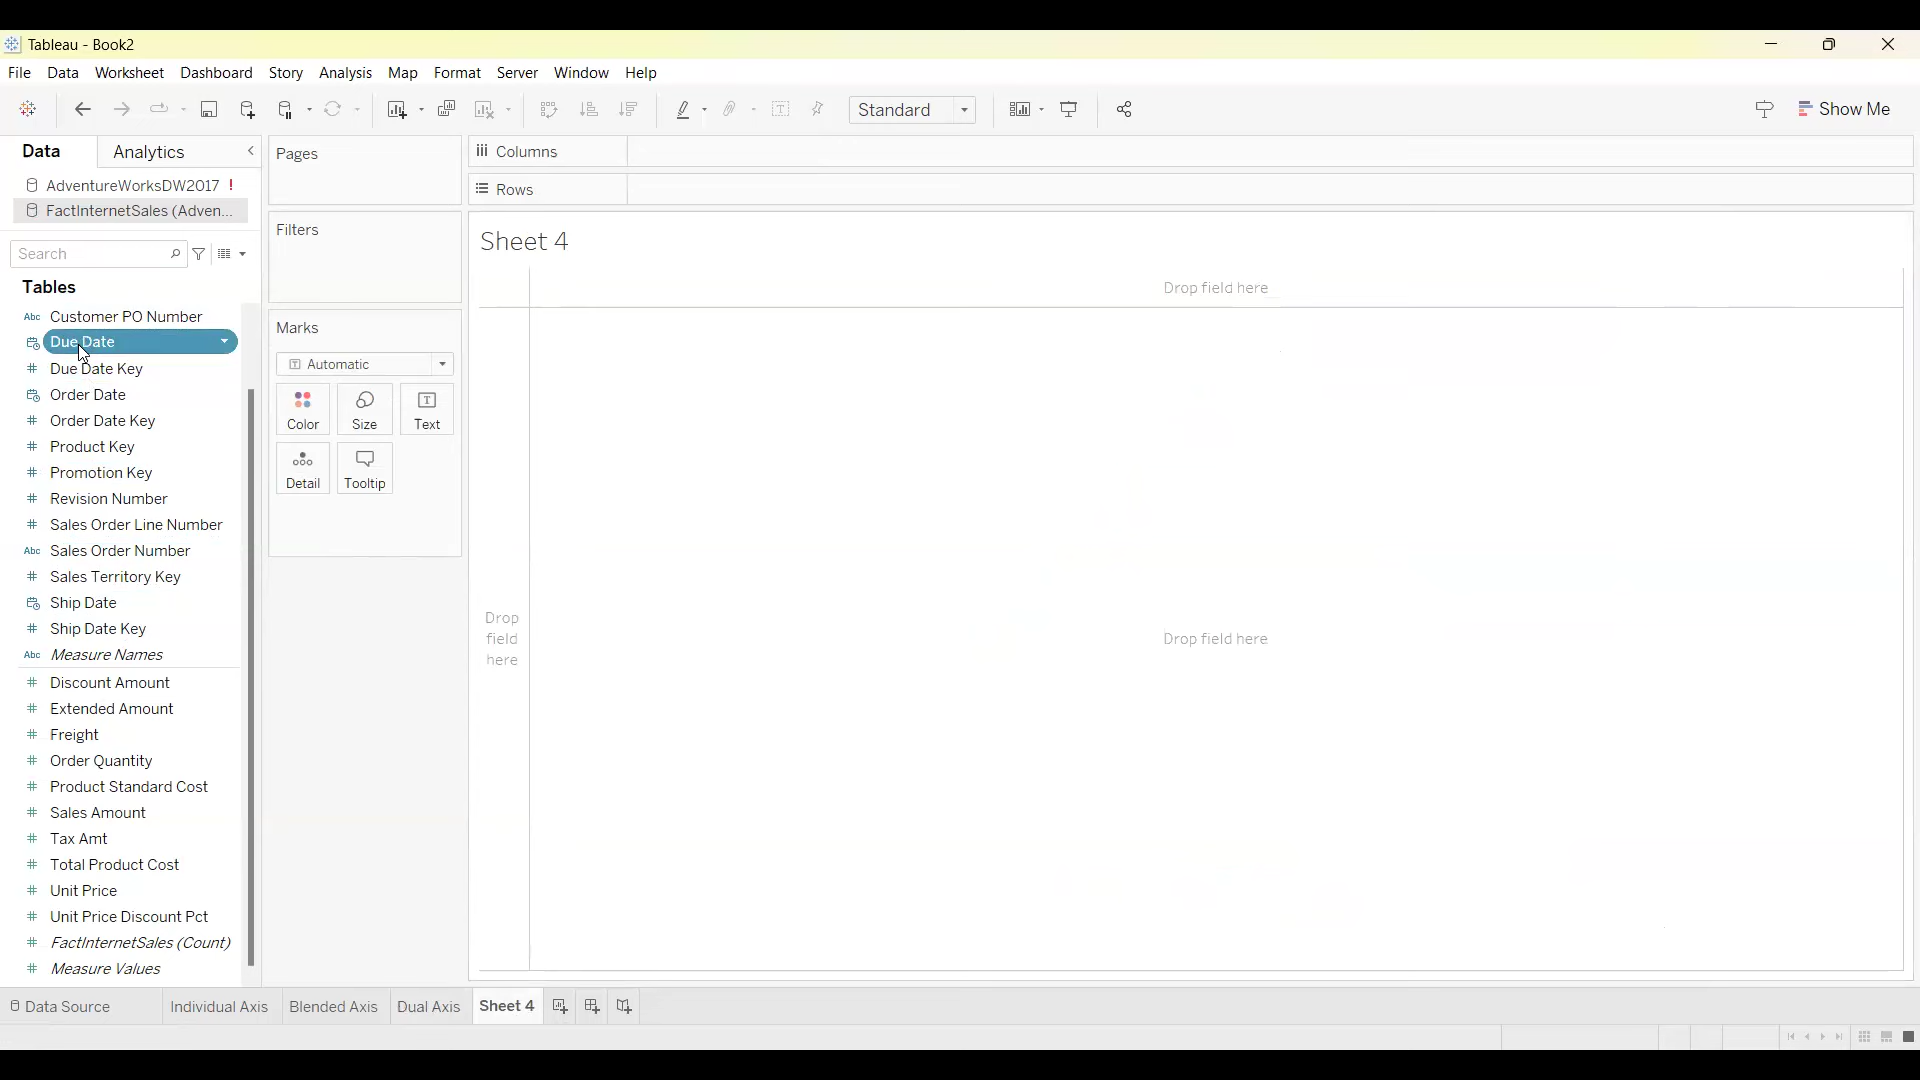 Tableau - Book2
File Data Worksheet Dashboard Story Analysis Map Format Server Window Help
Standard
Show Me
Data
Analytics
AdventureWorksDW2017 !
FactInternetSales (Adven...
Search
Tables
Abc Customer PO Number
Due Date
# Due Date Key
Order Date
# Order Date Key
# Product Key
# Promotion Key
# Revision Number
# Sales Order Line Number
Abc Sales Order Number
# Sales Territory Key
Ship Date
# Ship Date Key
Abc Measure Names
# Discount Amount
# Extended Amount
# Freight
# Order Quantity
# Product Standard Cost
# Sales Amount
# Tax Amt
# Total Product Cost
# Unit Price
# Unit Price Discount Pct
# FactInternetSales (Count)
# Measure Values
Pages
Filters
Marks
T Automatic
Color
Size
T
Text
Detail
Tooltip
Columns
Rows
Sheet 4
Drop field here
Drop
field
here
Drop field here
Data Source
Individual Axis
Blended Axis
Dual Axis
Sheet 4